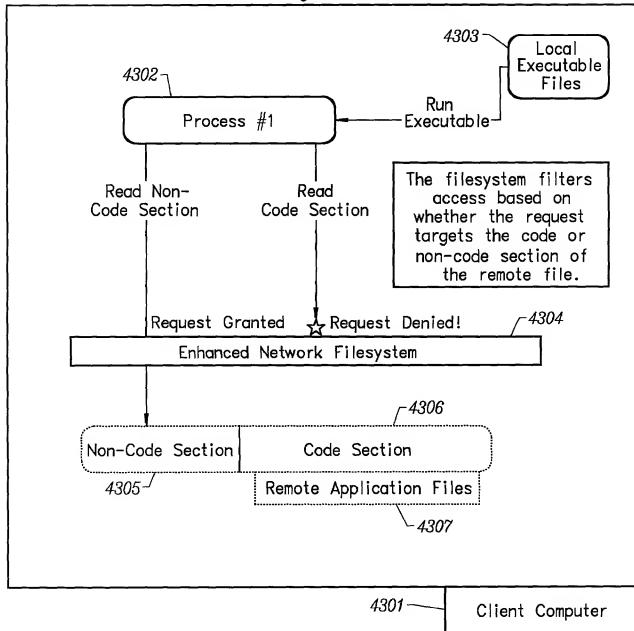 4303
Local
Executable
Files
4302
Run
Executable
Process #1
Read Non-
Code Section
Read
Code Section
The filesystem filters
access based on
whether the request
targets the code or
non-code section of
the remote file.
Request Granted
Request Denied!
4304
Enhanced Network Filesystem
4306
Non-Code Section
Code Section
4305
Remote Application Files
4307
4301
Client Computer